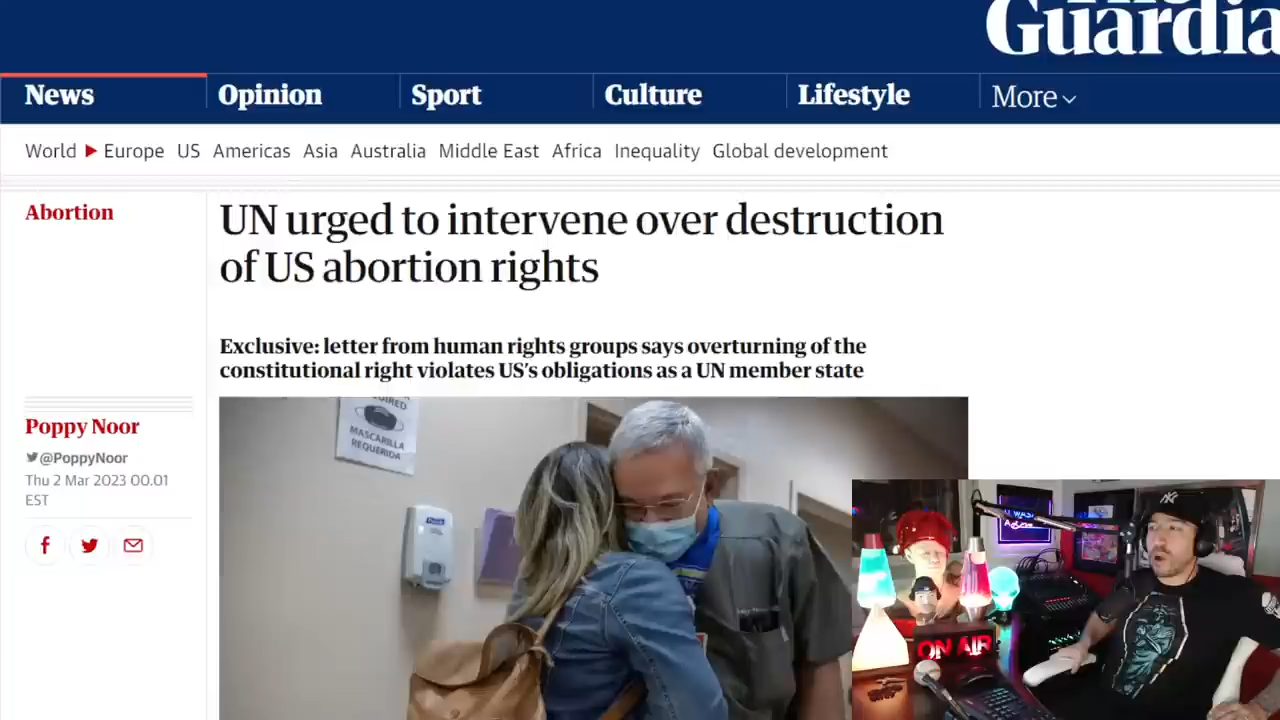 Guardia
News
Opinion
Sport
Culture
Lifestyle
More
World
Europe
US
Americas
Asia
Australia
Middle East
Africa
Inequality
Global development
Abortion
UN urged to intervene over destruction
of US abortion rights
Exclusive: letter from human rights groups says overturning of the
constitutional right violates US's obligations as a UN member state
Poppy Noor
@PoppyNoor
Thu 2 Mar 2023 00.01
EST
MASCARILLA
REQUERIDA
ON AIR